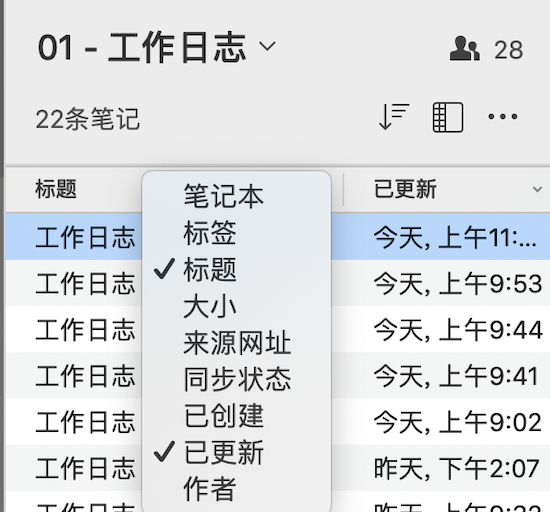 01 - 工作日志 28
22条笔记
标题 已更新
笔记本
标签
标题
大小
来源网址
同步状态
已创建
已更新
作者
工作日志 今天, 上午11:...
工作日志 今天, 上午9:53
工作日志 今天, 上午9:44
工作日志 今天, 上午9:41
工作日志 今天, 上午9:02
工作日志 昨天, 下午2:07
工作日志